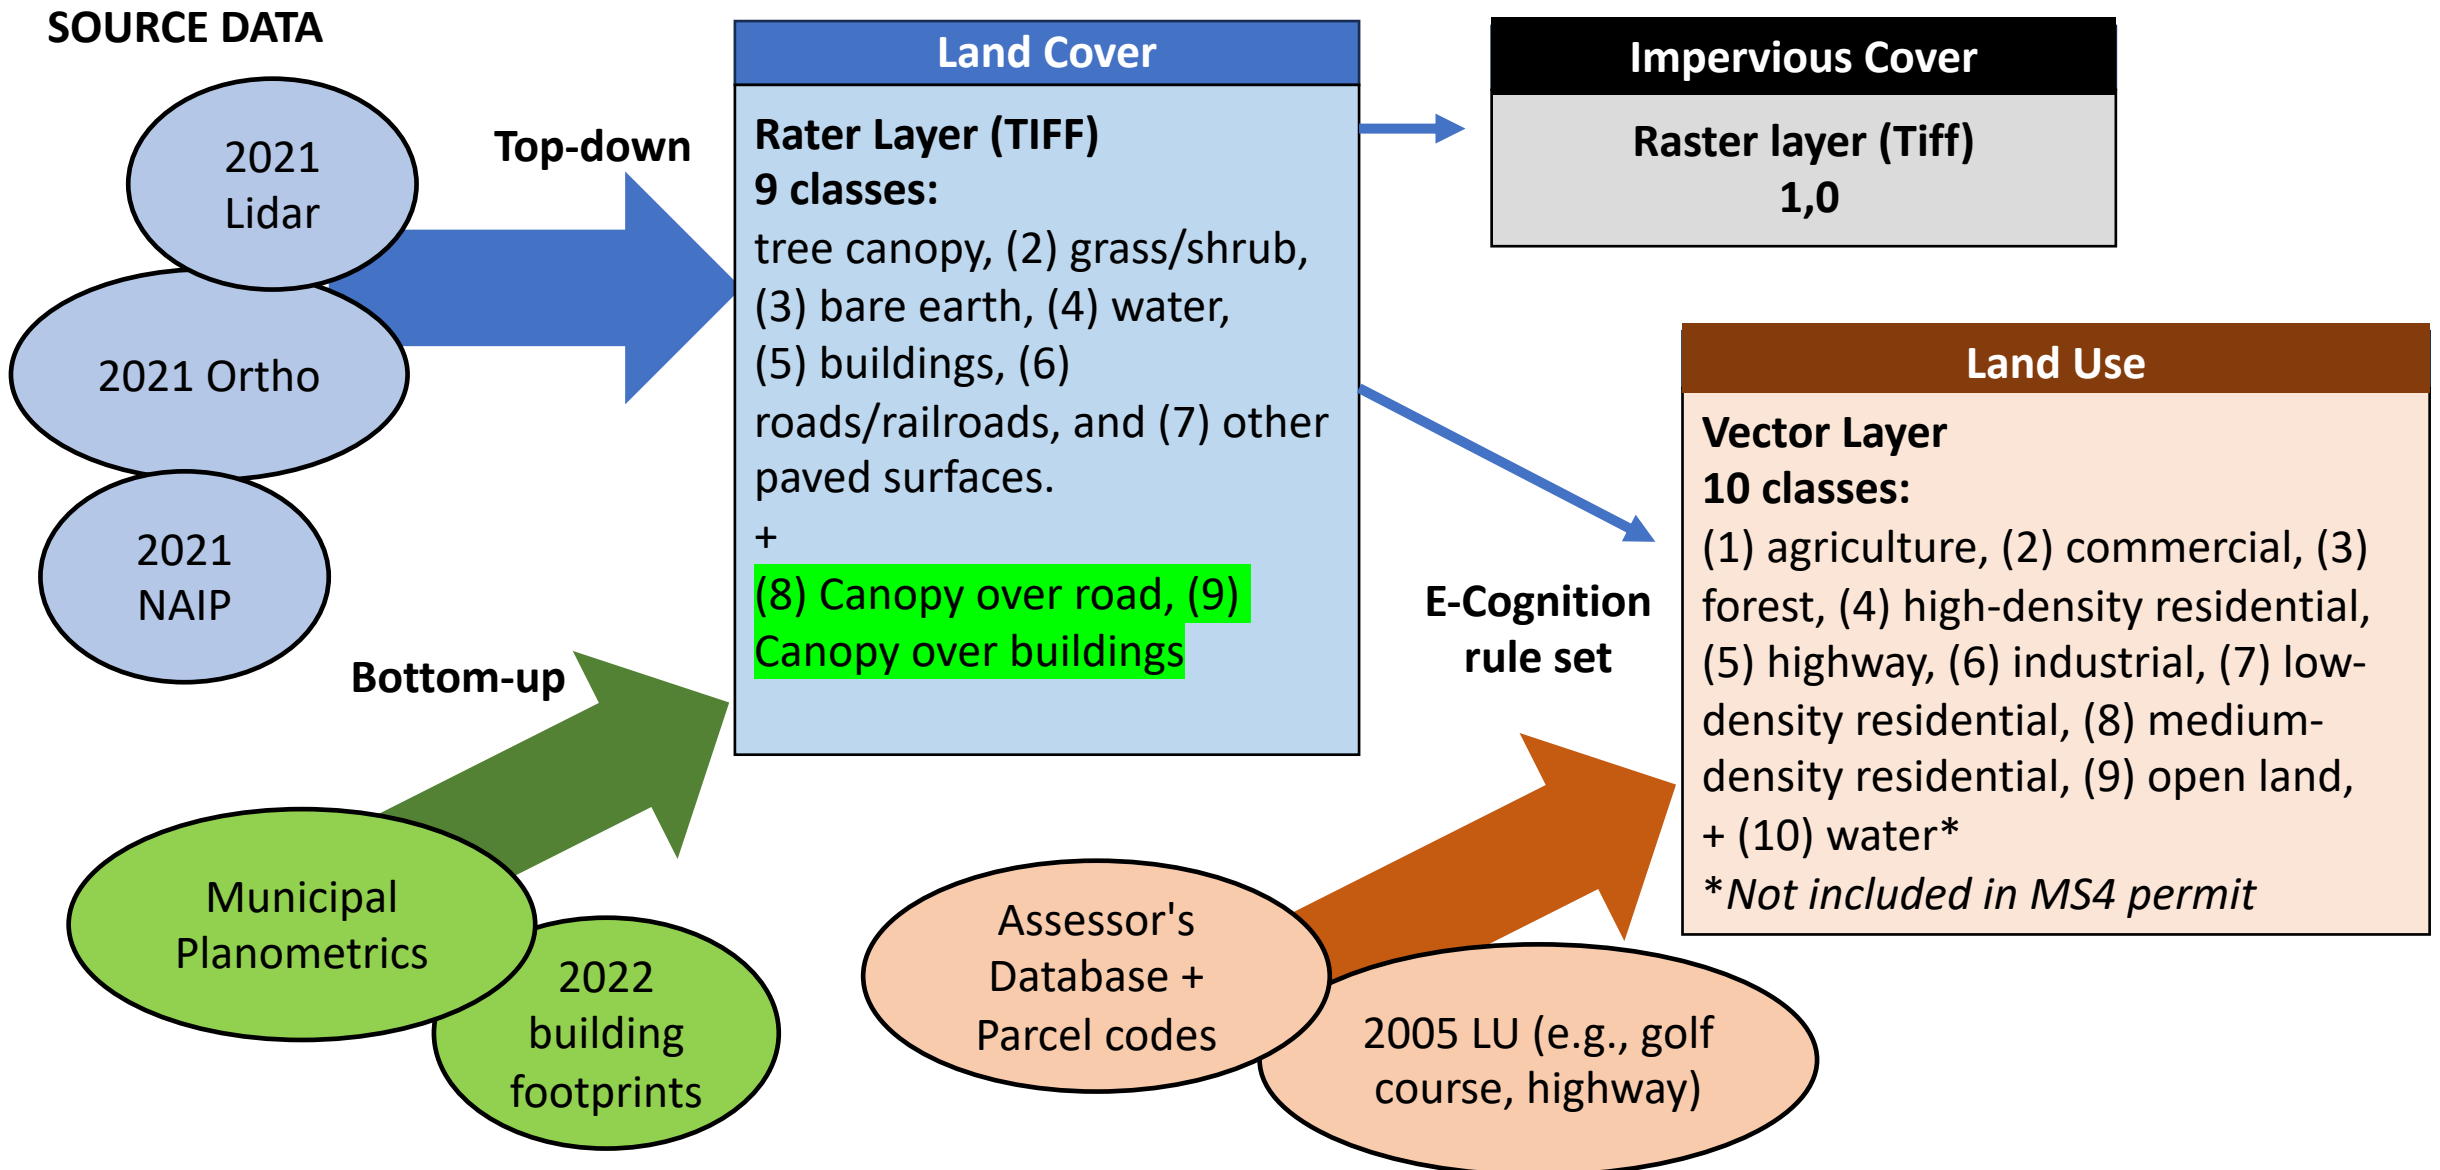 SOURCE DATA
2021
Lidar
2021 Ortho
2021
NAIP
Top-down
Bottom-up
Municipal
Planometrics
2022
building
footprints
Land Cover
Rater Layer (TIFF)
9 classes:
tree canopy, (2) grass/shrub,
(3) bare earth, (4) water,
(5) buildings, (6)
roads/railroads, and (7) other
paved surfaces.
+
(8) Canopy over road, (9)
Canopy over buildings
Impervious Cover
Raster layer (Tiff)
1,0
E-Cognition
rule set
Assessor's
Database +
Parcel codes
2005 LU (e.g., golf
course, highway)
Land Use
Vector Layer
10 classes:
(1) agriculture, (2) commercial, (3)
forest, (4) high-density residential,
(5) highway, (6) industrial, (7) low-
density residential, (8) medium-
density residential, (9) open land,
+ (10) water*
*Not included in MS4 permit